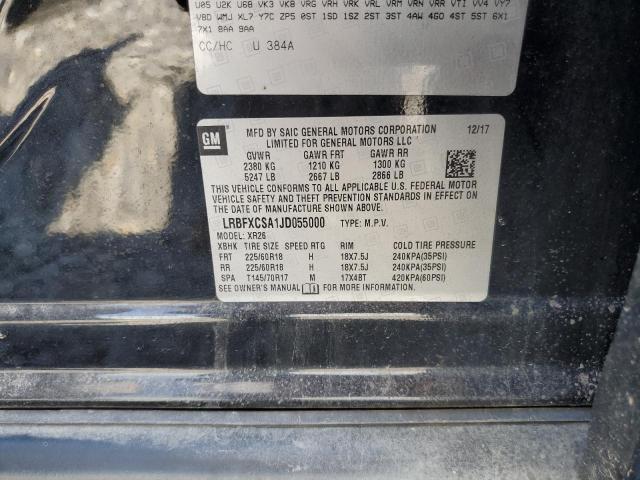 U05 U2K U6B VK3 VK8 VRG VRH VRK VRL VRM VRN VRR VTI VV4 VY7
V8D WMJ XL7 Y7C ZP5 0ST 1SD 1SZ 2ST 3ST 4AW 4GO 4ST 5ST 6X1
7X1 8AA 9AA
CC/HC U 384A
GM
MFD BY SAIC GENERAL MOTORS CORPORATION 12/17
LIMITED FOR GENERAL MOTORS LLC
GVWR GAWR FRT GAWR RR
2380 KG 1210 KG 1300 KG
5247 LB 2667 LB 2866 LB
THIS VEHICLE CONFORMS TO ALL APPLICABLE U.S. FEDERAL MOTOR
VEHICLE SAFETY AND THEFT PREVENTION STANDARDS IN EFFECT ON
THE DATE OF MANUFACTURE SHOWN ABOVE.
LRBFXCSA1JD055000 TYPE: M.P.V.
MODEL: XR26
XBHK TIRE SIZE SPEED RTG RIM COLD TIRE PRESSURE
FRT 225/60R18 H 18X7.5J 240KPA(35PSI)
RR 225/60R18 H 18X7.5J 240KPA(35PSI)
SPA T145/70R17 M 17X4BT 420KPA(60PSI)
SEE OWNER'S MANUAL FOR MORE INFORMATION